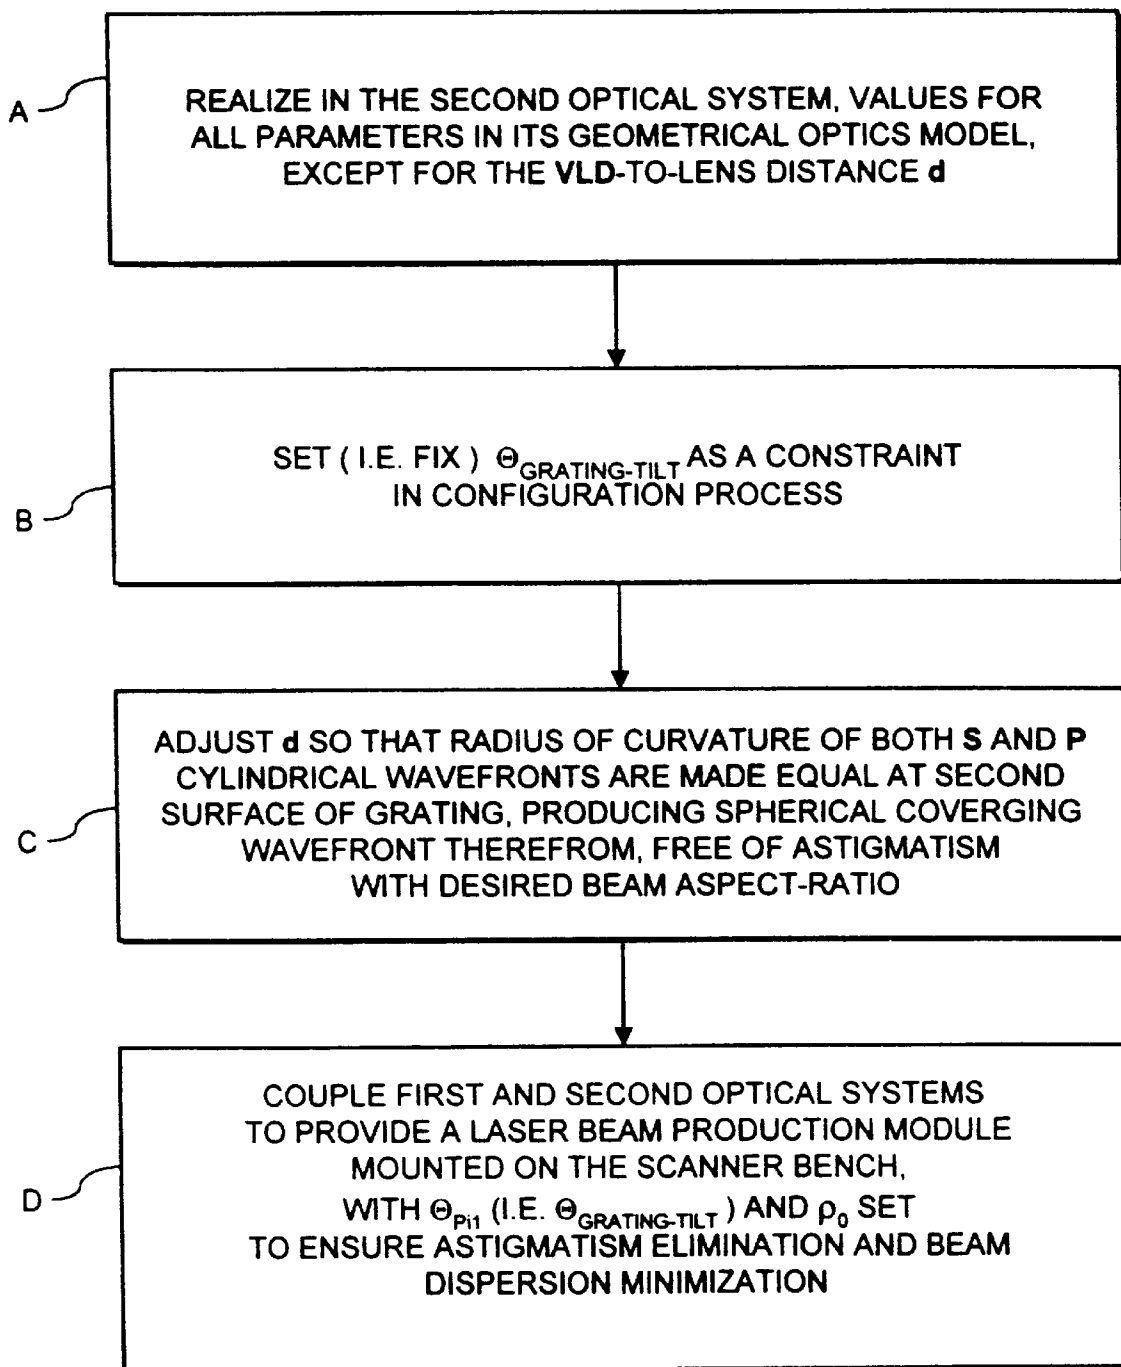 A
REALIZE IN THE SECOND OPTICAL SYSTEM, VALUES FOR
ALL PARAMETERS IN ITS GEOMETRICAL OPTICS MODEL,
EXCEPT FOR THE VLD-TO-LENS DISTANCE d
B
SET ( I.E. FIX ) Θ_GRATING-TILT AS A CONSTRAINT
IN CONFIGURATION PROCESS
C
ADJUST d SO THAT RADIUS OF CURVATURE OF BOTH S AND P
CYLINDRICAL WAVEFRONTS ARE MADE EQUAL AT SECOND
SURFACE OF GRATING, PRODUCING SPHERICAL COVERGING
WAVEFRONT THEREFROM, FREE OF ASTIGMATISM
WITH DESIRED BEAM ASPECT-RATIO
D
COUPLE FIRST AND SECOND OPTICAL SYSTEMS
TO PROVIDE A LASER BEAM PRODUCTION MODULE
MOUNTED ON THE SCANNER BENCH,
WITH Θ_Pi1 (I.E. Θ_GRATING-TILT ) AND ρ_0 SET
TO ENSURE ASTIGMATISM ELIMINATION AND BEAM
DISPERSION MINIMIZATION